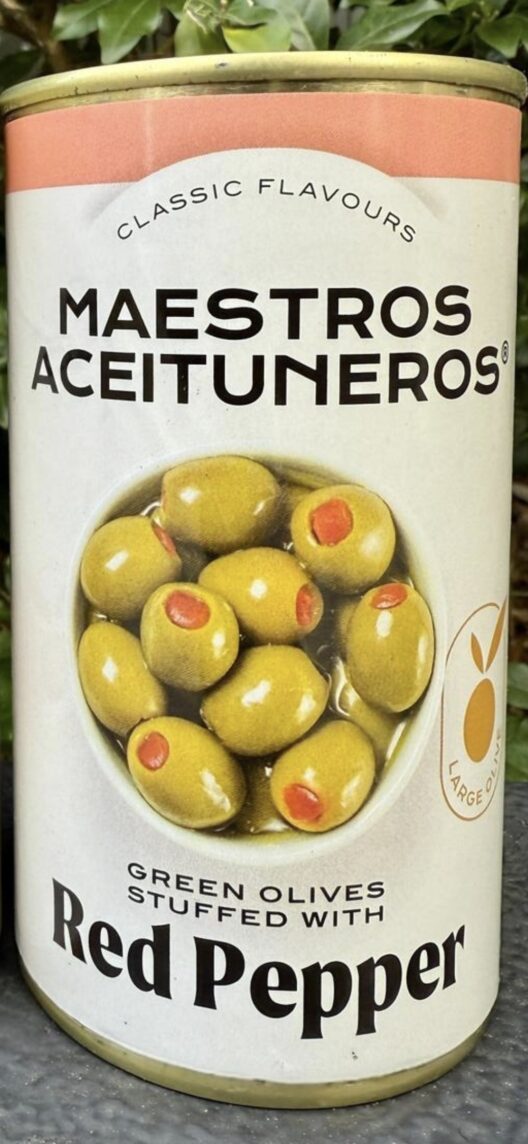 CLASSIC FLAVOURS
MAESTROS
ACEITUNEROS®
LARGE OLIVE
GREEN OLIVES
STUFFED WITH
Red Pepper